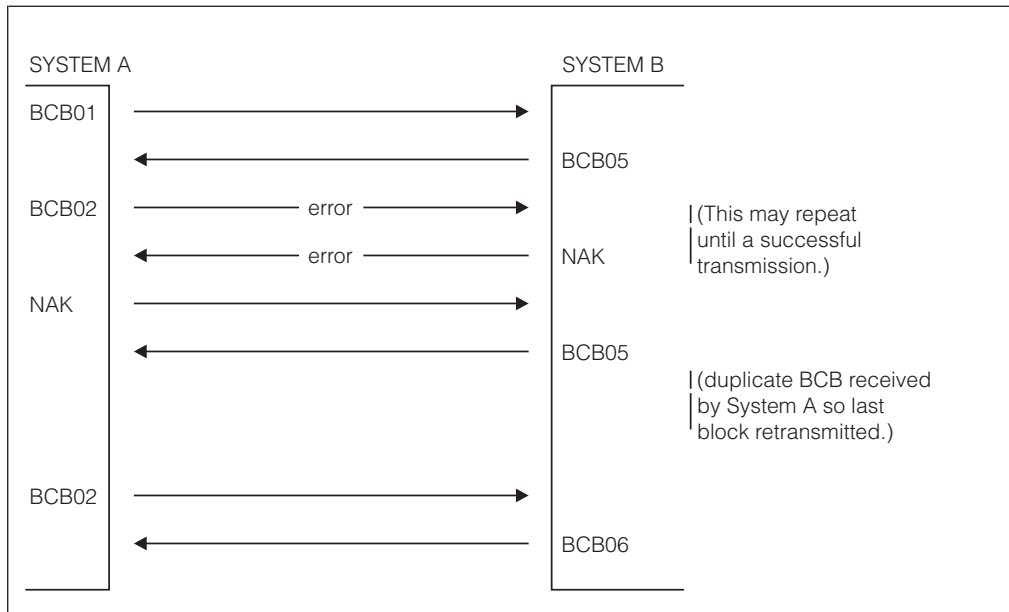 SYSTEM A
SYSTEM B
BCB01
BCB05
BCB02
error
(This may repeat
until a successful
transmission.)
error
NAK
NAK
BCB05
(duplicate BCB received
by System A so last
block retransmitted.)
BCB02
BCB06